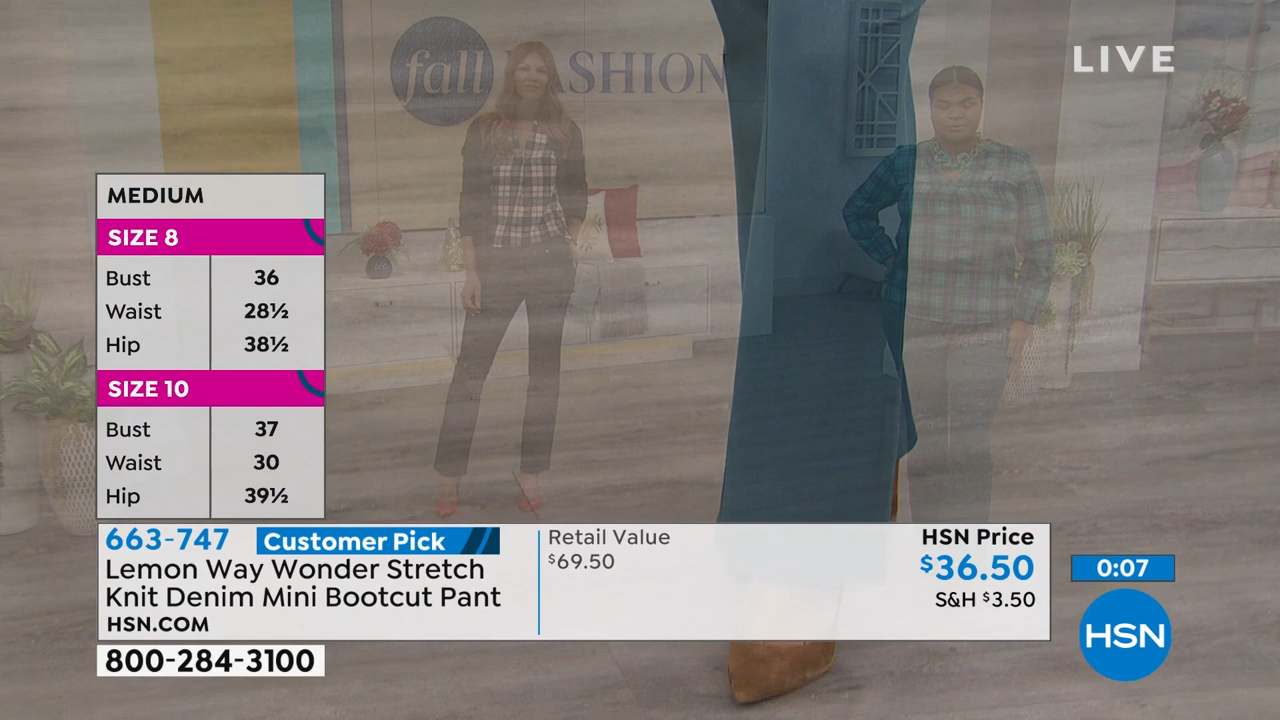 fall FASHION
LIVE
MEDIUM
SIZE 8
Bust 36
Waist 28½
Hip 38½
SIZE 10
Bust 37
Waist 30
Hip 39½
663-747 Customer Pick
Lemon Way Wonder Stretch
Knit Denim Mini Bootcut Pant
HSN.COM
Retail Value
$69.50
HSN Price
$36.50
S&H $3.50
0:07
HSN
800-284-3100